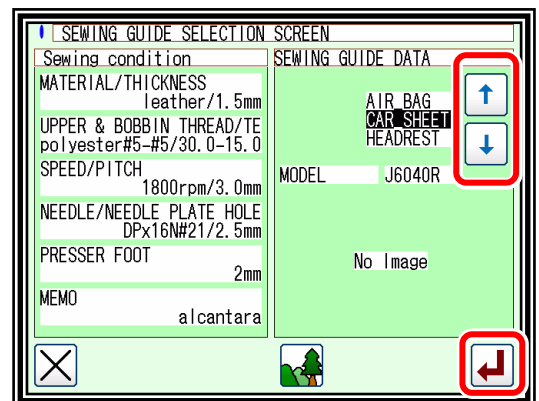 SEWING GUIDE SELECTION SCREEN
Sewing condition
MATERIAL/THICKNESS
leather/1.5mm
UPPER & BOBBIN THREAD/TE
polyester#5-#5/30.0-15.0
SPEED/PITCH
1800rpm/3.0mm
NEEDLE/NEEDLE PLATE HOLE
DPx16N#21/2.5mm
PRESSER FOOT
2mm
MEMO
alcantara
SEWING GUIDE DATA
AIR BAG
CAR SHEET
HEADREST
MODEL J6040R
No Image